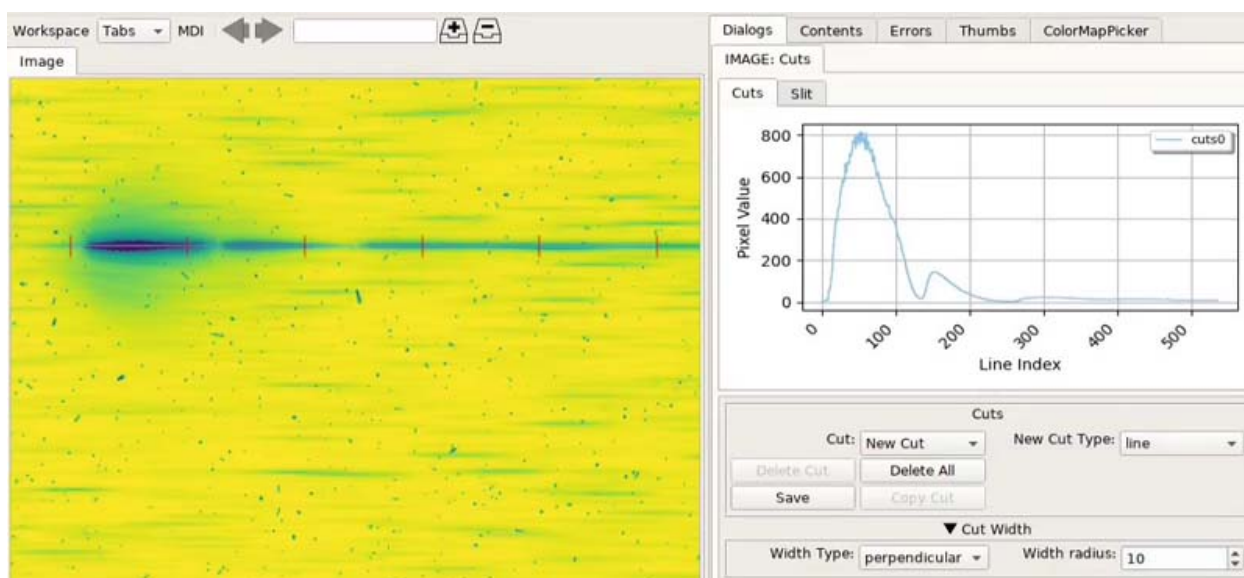 Workspace Tabs MDI
Image
Dialogs Contents Errors Thumbs ColorMapPicker
IMAGE: Cuts
Cuts Slit
800
600
400
200
0
Pixel Value
cuts0
0 100 200 300 400 500
Line Index
Cuts
Cut: New Cut New Cut Type: line
Delete Cut Delete All
Save Copy Cut
Cut Width
Width Type: perpendicular Width radius: 10